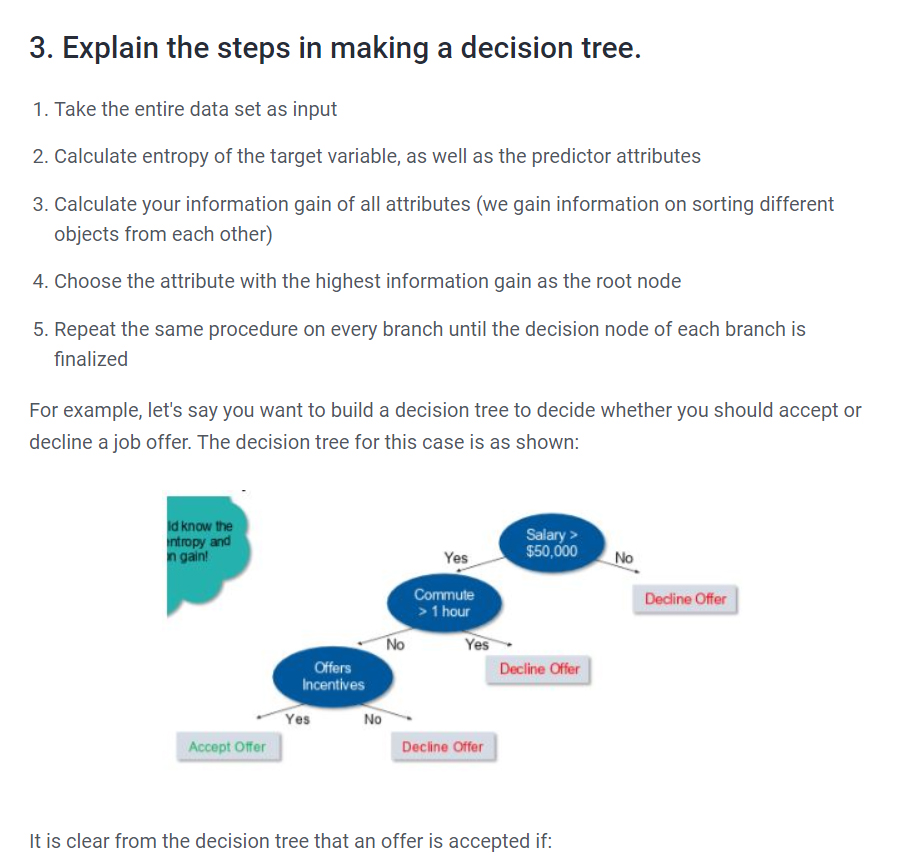 3. Explain the steps in making a decision tree.
1. Take the entire data set as input
2. Calculate entropy of the target variable, as well as the predictor attributes
3. Calculate your information gain of all attributes (we gain information on sorting different
objects from each other)
4. Choose the attribute with the highest information gain as the root node
5. Repeat the same procedure on every branch until the decision node of each branch is
finalized
For example, let's say you want to build a decision tree to decide whether you should accept or
decline a job offer. The decision tree for this case is as shown:
ld know the
entropy and
n gain!
Salary >
$50,000
Yes
No
Commute
> 1 hour
Decline Offer
No
Yes
Offers
Incentives
Decline Offer
Yes
No
Accept Offer
Decline Offer
It is clear from the decision tree that an offer is accepted if: